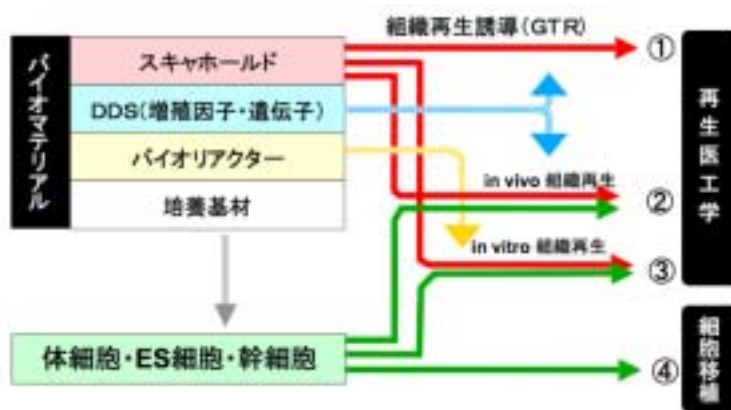 組織再生誘導(GTR)
①
バイオマテリアル
スキャホールド
DDS(増殖因子・遺伝子)
バイオリアクター
培養基材
in vivo 組織再生
②
in vitro 組織再生
③
再生医工学
体細胞・ES細胞・幹細胞
④
細胞移植